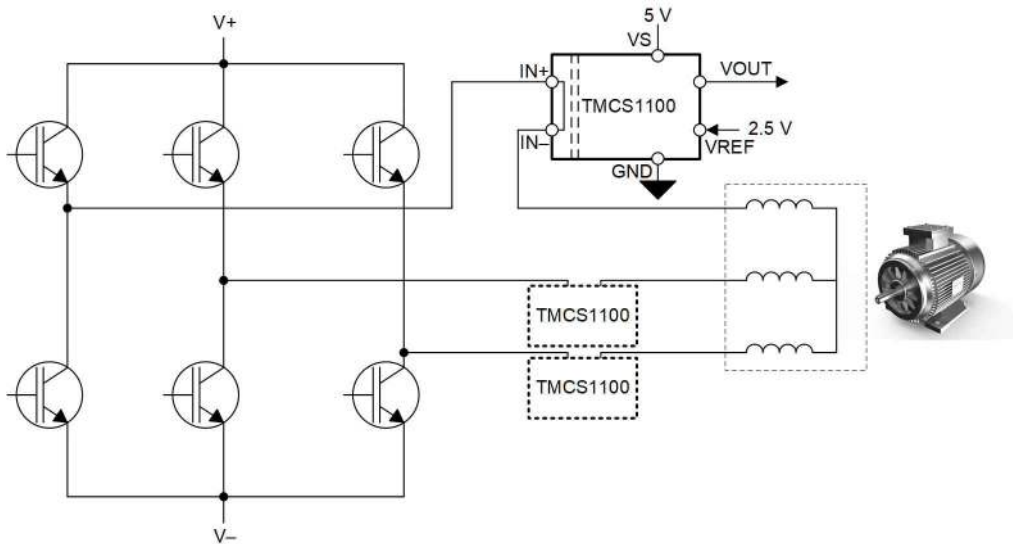 V+
5 V
VS
IN+
TMCS1100
VOUT
2.5 V
IN–
VREF
GND
TMCS1100
TMCS1100
V–